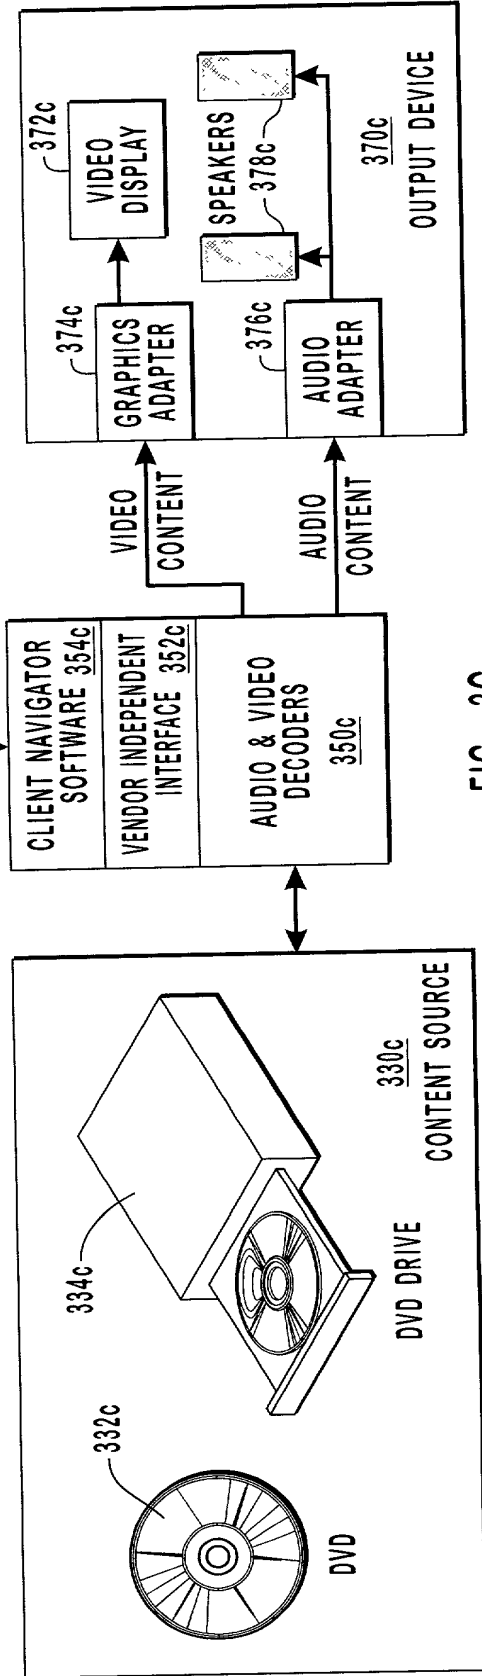 332c
DVD
334c
DVD DRIVE
330c
CONTENT SOURCE
CLIENT NAVIGATOR
SOFTWARE 354c
VENDOR INDEPENDENT
INTERFACE 352c
AUDIO & VIDEO
DECODERS
350c
VIDEO
CONTENT
AUDIO
CONTENT
374c
GRAPHICS
ADAPTER
372c
VIDEO
DISPLAY
376c
AUDIO
ADAPTER
SPEAKERS
378c
370c
OUTPUT DEVICE